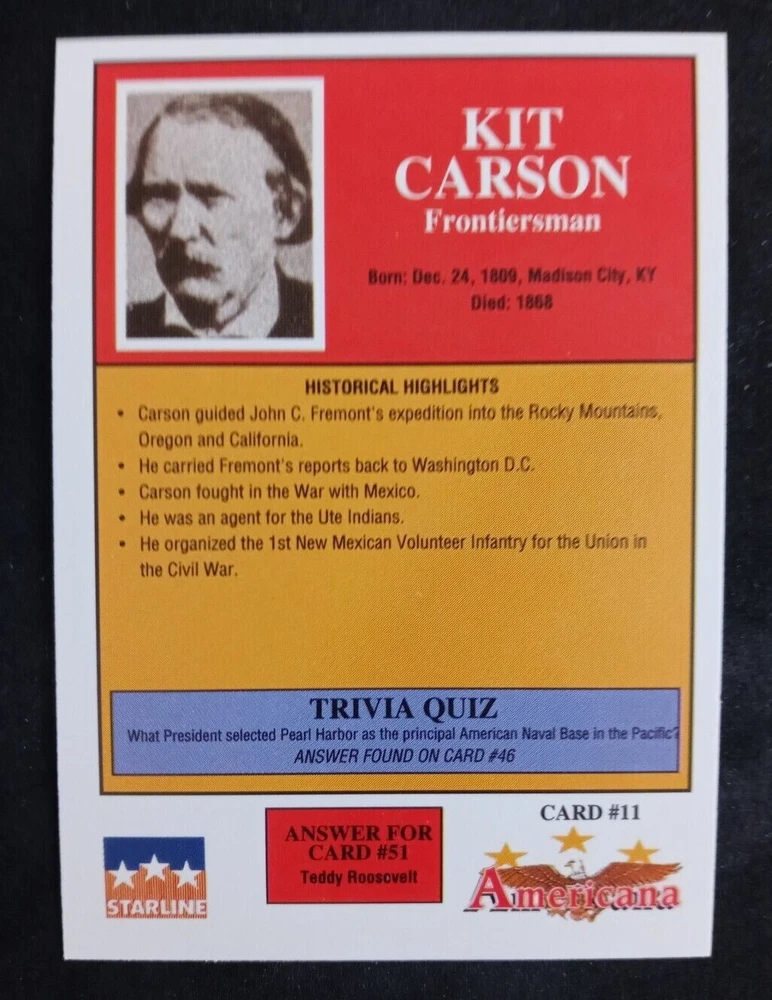 KIT
CARSON
Frontiersman
Born: Dec. 24, 1809, Madison City, KY
Died: 1868
HISTORICAL HIGHLIGHTS
• Carson guided John C. Fremont's expedition into the Rocky Mountains,
Oregon and California.
• He carried Fremont's reports back to Washington D.C.
• Carson fought in the War with Mexico.
• He was an agent for the Ute Indians.
• He organized the 1st New Mexican Volunteer Infantry for the Union in
the Civil War.
TRIVIA QUIZ
What President selected Pearl Harbor as the principal American Naval Base in the Pacific?
ANSWER FOUND ON CARD #46
STARLINE
ANSWER FOR
CARD #51
Teddy Roosevelt
CARD #11
Americana